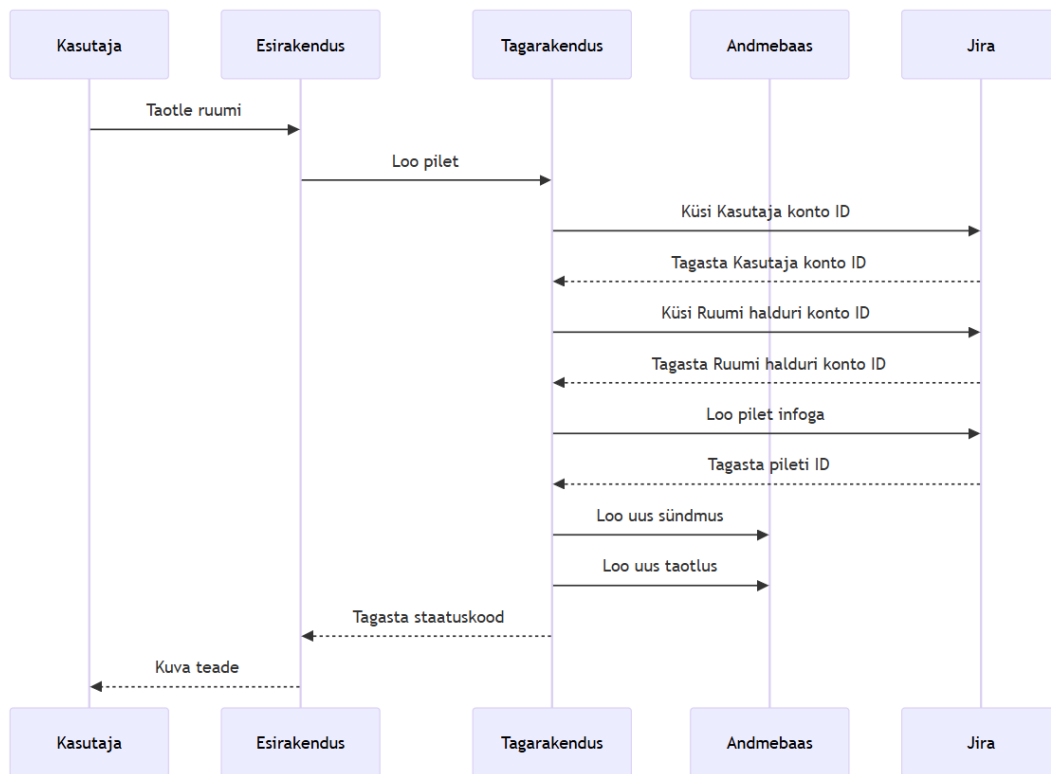 Kasutaja
Esirakendus
Tagarakendus
Andmebaas
Jira
Taotle ruumi
Loo pilet
Küsi Kasutaja konto ID
Tagasta Kasutaja konto ID
Küsi Ruumi halduri konto ID
Tagasta Ruumi halduri konto ID
Loo pilet infoga
Tagasta pileti ID
Loo uus sündmus
Loo uus taotlus
Tagasta staatuskood
Kuva teade
Kasutaja
Esirakendus
Tagarakendus
Andmebaas
Jira